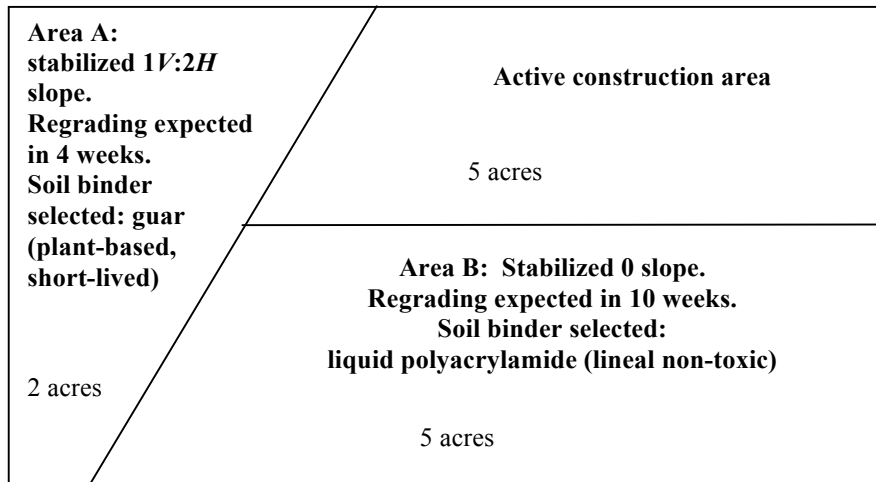 Area A:
stabilized 1V:2H
slope.
Regrading expected
in 4 weeks.
Soil binder
selected: guar
(plant-based,
short-lived)
2 acres
Active construction area
5 acres
Area B:  Stabilized 0 slope.
Regrading expected in 10 weeks.
Soil binder selected:
liquid polyacrylamide (lineal non-toxic)
5 acres